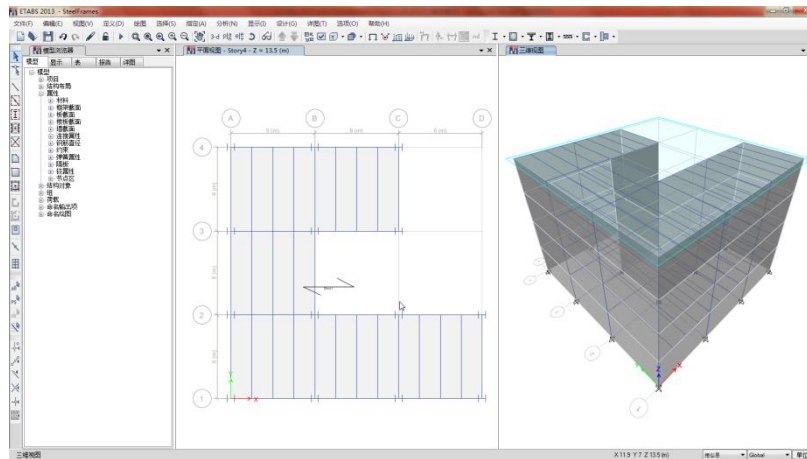 ETABS 2013 - SteelFrames
文件(F) 编辑(E) 视图(V) 定义(D) 绘图 选择(S) 指定(A) 分析(N) 显示(I) 设计(G) 详图(T) 选项(O) 帮助(H)
模型浏览器
平面视图 - Story4 - Z = 13.5 (m)
三维视图
模型 显示 表 报告 详图
模型
项目
结构布局
属性
材料
框架截面
板截面
楼板截面
墙截面
连接属性
钢筋直径
约束
弹簧属性
隔板
柱属性
节点区
结构对象
组
荷载
命名输出项
命名绘图
A B C D
8 (m) 8 (m) 8 (m)
4
8 (m)
3
8 (m)
2
8 (m)
1
Y
X
Z
三维视图
X 11.9 Y 7 Z 13.5 (m)
Global
单位